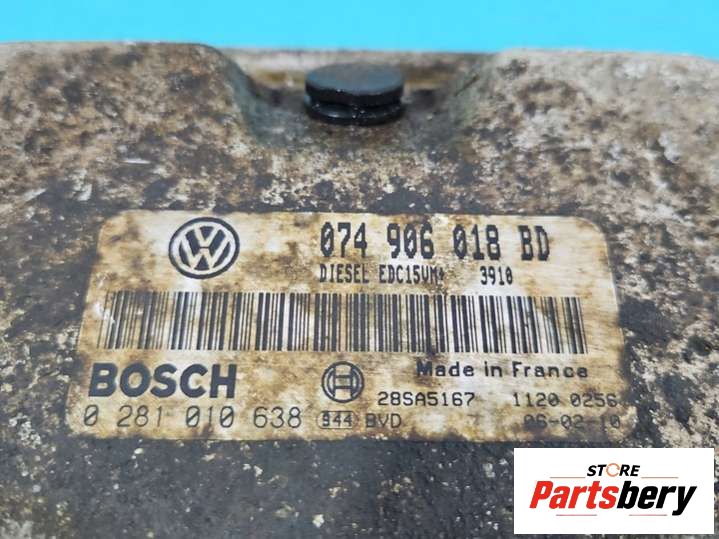 074 906 018 BD
DIESEL EDC15VM+ 3910
Made in France
BOSCH
28SA5167 1120 0256
0 281 010 638 944 BVD 06-02-10
STORE
Partsbery